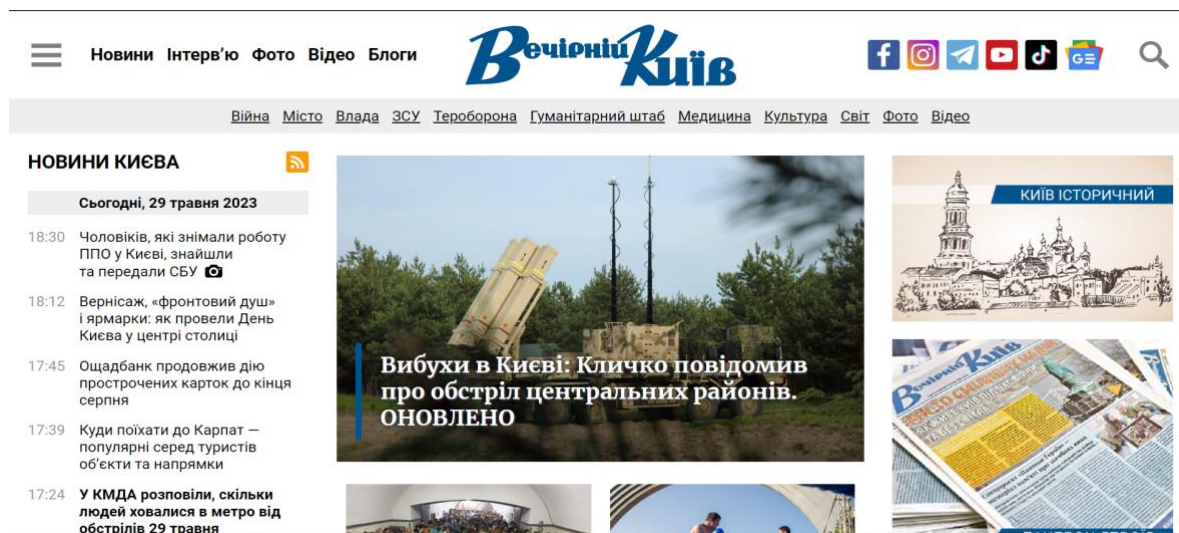 Новини Інтерв'ю Фото Відео Блоги
Вечірній Київ
GE
Війна Місто Влада ЗСУ Тероборона Гуманітарний штаб Медицина Культура Світ Фото Відео
НОВИНИ КИЄВА
Сьогодні, 29 травня 2023
18:30 Чоловіків, які знімали роботу
ППО у Києві, знайшли
та передали СБУ
18:12 Вернісаж, «фронтовий душ»
і ярмарки: як провели День
Києва у центрі столиці
17:45 Ощадбанк продовжив дію
прострочених карток до кінця
серпня
17:39 Куди поїхати до Карпат —
популярні серед туристів
об'єкти та напрямки
17:24 У КМДА розповіли, скільки
людей ховалися в метро від
обстрілів 29 травня
Вибухи в Києві: Кличко повідомив
про обстріл центральних районів.
ОНОВЛЕНО
КИЇВ ІСТОРИЧНИЙ
Вечірній Київ